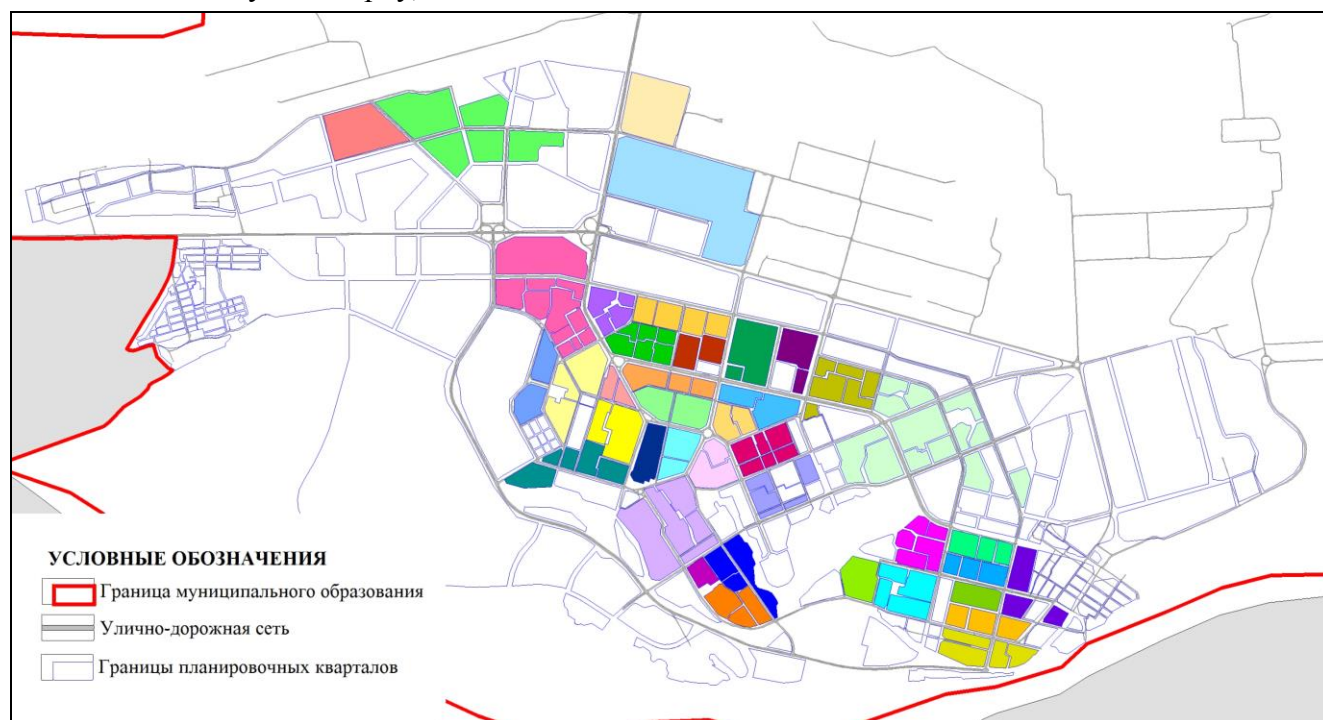 УСЛОВНЫЕ ОБОЗНАЧЕНИЯ
Граница муниципального образования
Улично-дорожная сеть
Границы планировочных кварталов